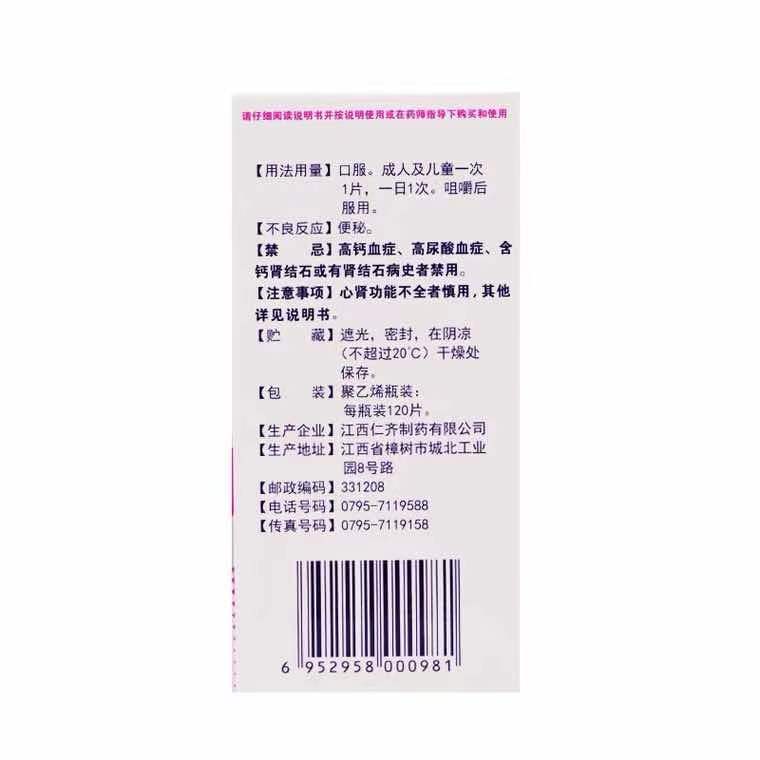 请仔细阅读说明书并按说明使用或在药师指导下购买和使用
【用法用量】口服。成人及儿童一次
1片，一日1次。咀嚼后
服用。
【不良反应】便秘。
【禁 忌】高钙血症、高尿酸血症、含
钙肾结石或有肾结石病史者禁用。
【注意事项】心肾功能不全者慎用,其他
详见说明书。
【贮 藏】遮光，密封，在阴凉
（不超过20℃）干燥处
保存。
【包 装】聚乙烯瓶装：
每瓶装120片。
【生产企业】江西仁齐制药有限公司
【生产地址】江西省樟树市城北工业
园8号路
【邮政编码】331208
【电话号码】0795-7119588
【传真号码】0795-7119158
6 952958 000981